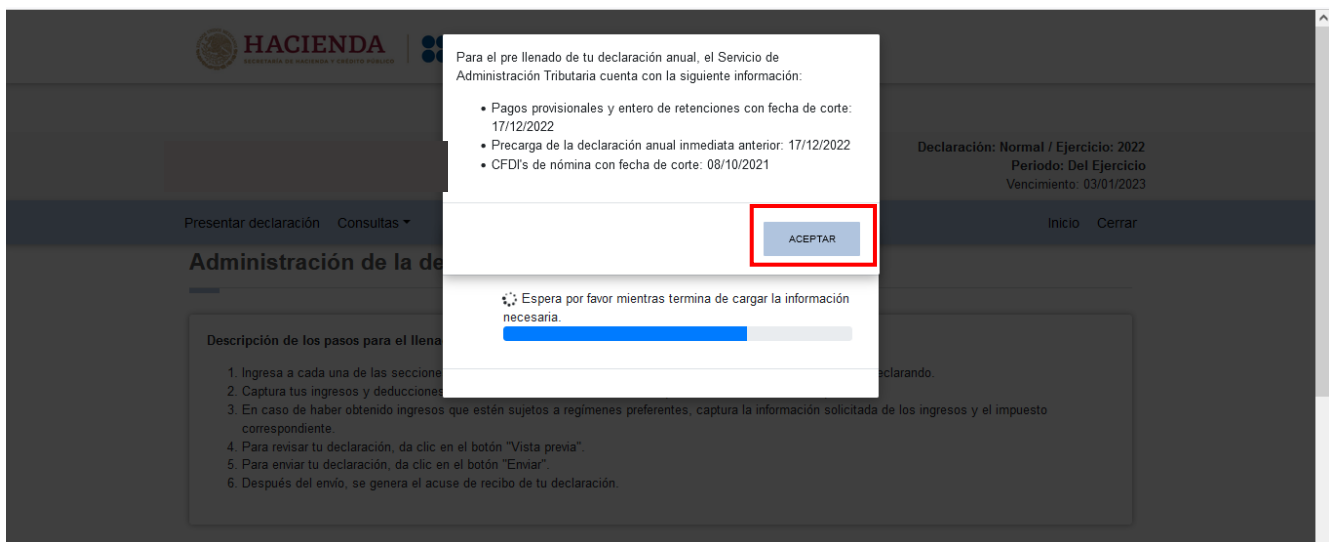 HACIENDA
SECRETARÍA DE HACIENDA Y CRÉDITO PÚBLICO
Para el pre llenado de tu declaración anual, el Servicio de
Administración Tributaria cuenta con la siguiente información:
• Pagos provisionales y entero de retenciones con fecha de corte:
17/12/2022
• Precarga de la declaración anual inmediata anterior: 17/12/2022
• CFDI's de nómina con fecha de corte: 08/10/2021
Declaración: Normal / Ejercicio: 2022
Periodo: Del Ejercicio
Vencimiento: 03/01/2023
Presentar declaración Consultas
Inicio Cerrar
ACEPTAR
Administración de la de
Espera por favor mientras termina de cargar la información
necesaria.
Descripción de los pasos para el llena
1. Ingresa a cada una de las seccione
eclarando.
2. Captura tus ingresos y deducciones
3. En caso de haber obtenido ingresos que estén sujetos a regímenes preferentes, captura la información solicitada de los ingresos y el impuesto
correspondiente.
4. Para revisar tu declaración, da clic en el botón "Vista previa".
5. Para enviar tu declaración, da clic en el botón "Enviar".
6. Después del envío, se genera el acuse de recibo de tu declaración.